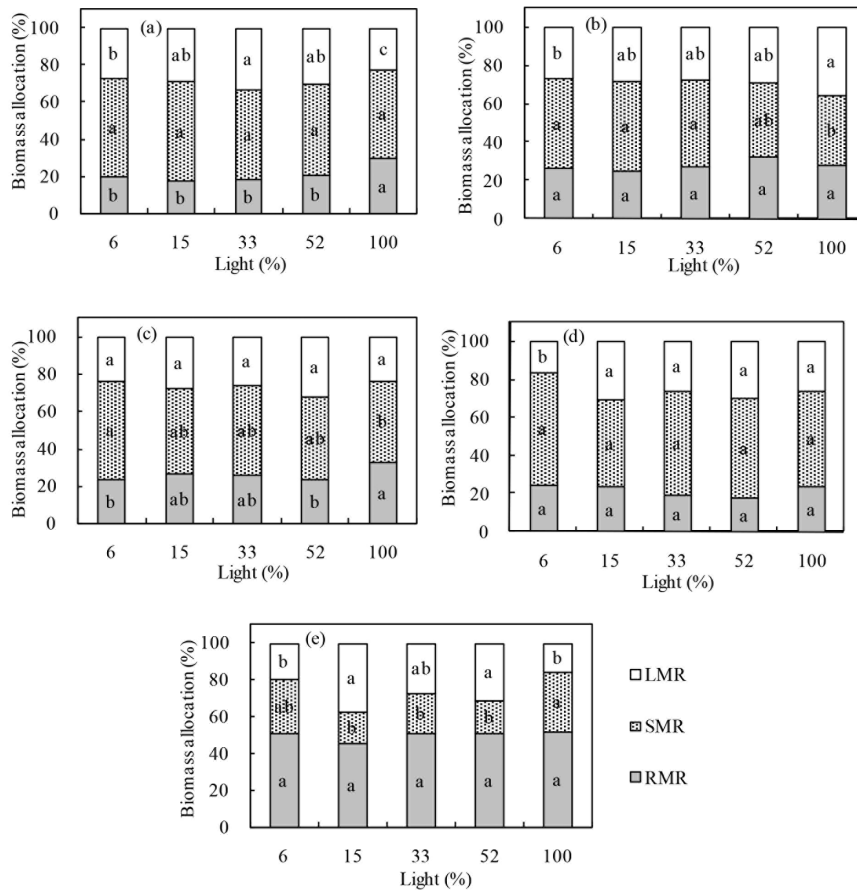 (a)
Biomass allocation (%)
100
80
60
40
20
0
b ab a ab c
a a a a a
b b b b a
6 15 33 52 100
Light (%)
(b)
Biomass allocation (%)
100
80
60
40
20
0
b ab ab ab a
a a a ab b
a a a a a
6 15 33 52 100
Light (%)
(c)
Biomass allocation (%)
100
80
60
40
20
0
a a a a a
a ab ab ab b
b ab ab b a
6 15 33 52 100
Light (%)
(d)
Biomass allocation (%)
100
80
60
40
20
0
b a a a a
a a a a a
a a a a a
6 15 33 52 100
Light (%)
(e)
Biomass allocation (%)
100
80
60
40
20
0
b a ab a b
ab b b b a
a a a a a
6 15 33 52 100
Light (%)
LMR
SMR
RMR